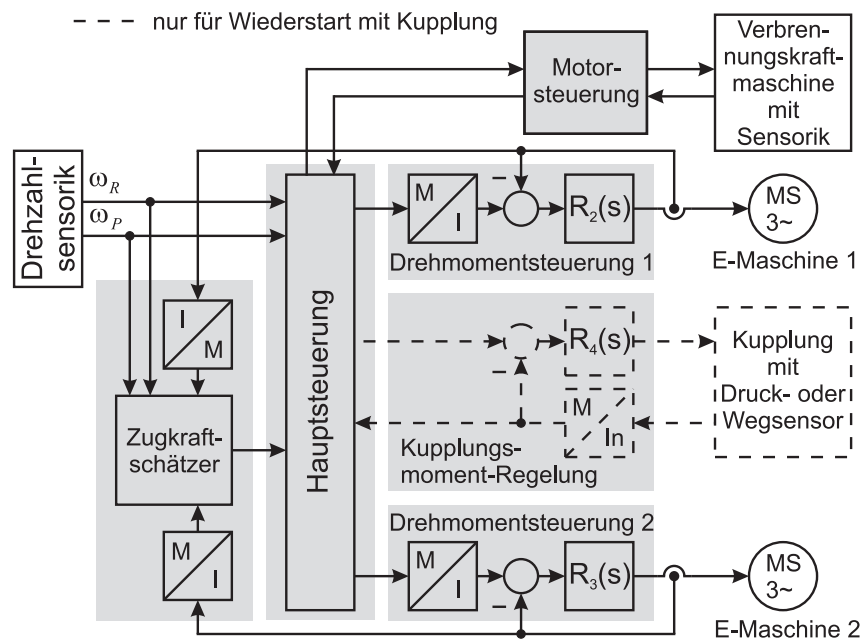 nur für Wiederstart mit Kupplung
Motor-
steuerung
Verbren-
nungskraft-
maschine
mit
Sensorik
Drehzahl-
sensorik
ω_R
ω_P
Hauptsteuerung
M
I
−
R₂(s)
MS
3~
Drehmomentsteuerung 1
E-Maschine 1
I
M
Zugkraft-
schätzer
M
I
−
R₄(s)
M
In
Kupplungs-
moment-Regelung
Kupplung
mit
Druck- oder
Wegsensor
Drehmomentsteuerung 2
M
I
−
R₃(s)
MS
3~
E-Maschine 2